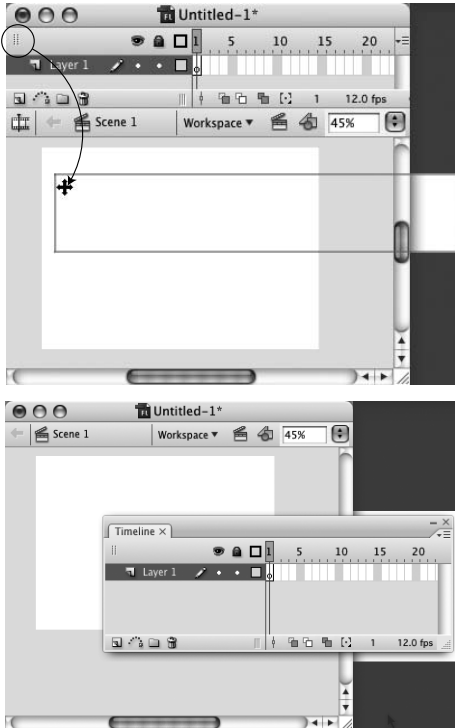 Untitled-1*
1 5 10 15 20
Layer 1
1 12.0 fps
Scene 1 Workspace 45%
Untitled-1*
Scene 1 Workspace 45%
Timeline
1 5 10 15 20
Layer 1
1 12.0 fps